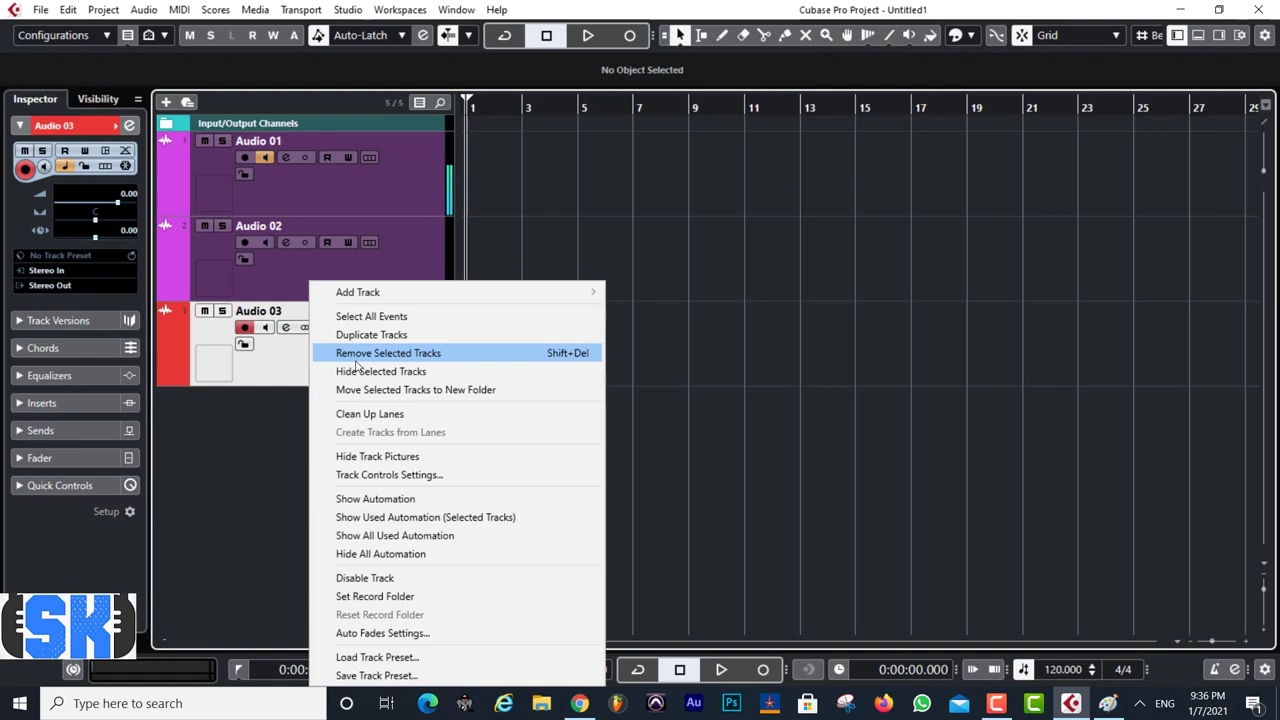 File Edit Project Audio MIDI Scores Media Transport Studio Workspaces Window Help
Cubase Pro Project - Untitled1
Configurations M S L R W A Auto-Latch Grid Be
No Object Selected
Inspector Visibility
5/5
1 3 5 7 9 11 13 15 17 19 21 23 25 27 29
Audio 03
Input/Output Channels
1 Audio 01
M S
R W
M S R W
0.00
C
0.00
No Track Preset
Stereo In
Stereo Out
2 Audio 02
M S
R W
3 Audio 03
M S
Track Versions
Chords
Equalizers
Inserts
Sends
Fader
Quick Controls
Setup
Add Track
Select All Events
Duplicate Tracks
Remove Selected Tracks Shift+Del
Hide Selected Tracks
Move Selected Tracks to New Folder
Clean Up Lanes
Create Tracks from Lanes
Hide Track Pictures
Track Controls Settings...
Show Automation
Show Used Automation (Selected Tracks)
Show All Used Automation
Hide All Automation
Disable Track
Set Record Folder
Reset Record Folder
Auto Fades Settings...
Load Track Preset...
Save Track Preset...
SK
0:00:00.000 120.000 4/4
Type here to search
Au Ps
ENG
9:36 PM
1/7/2021